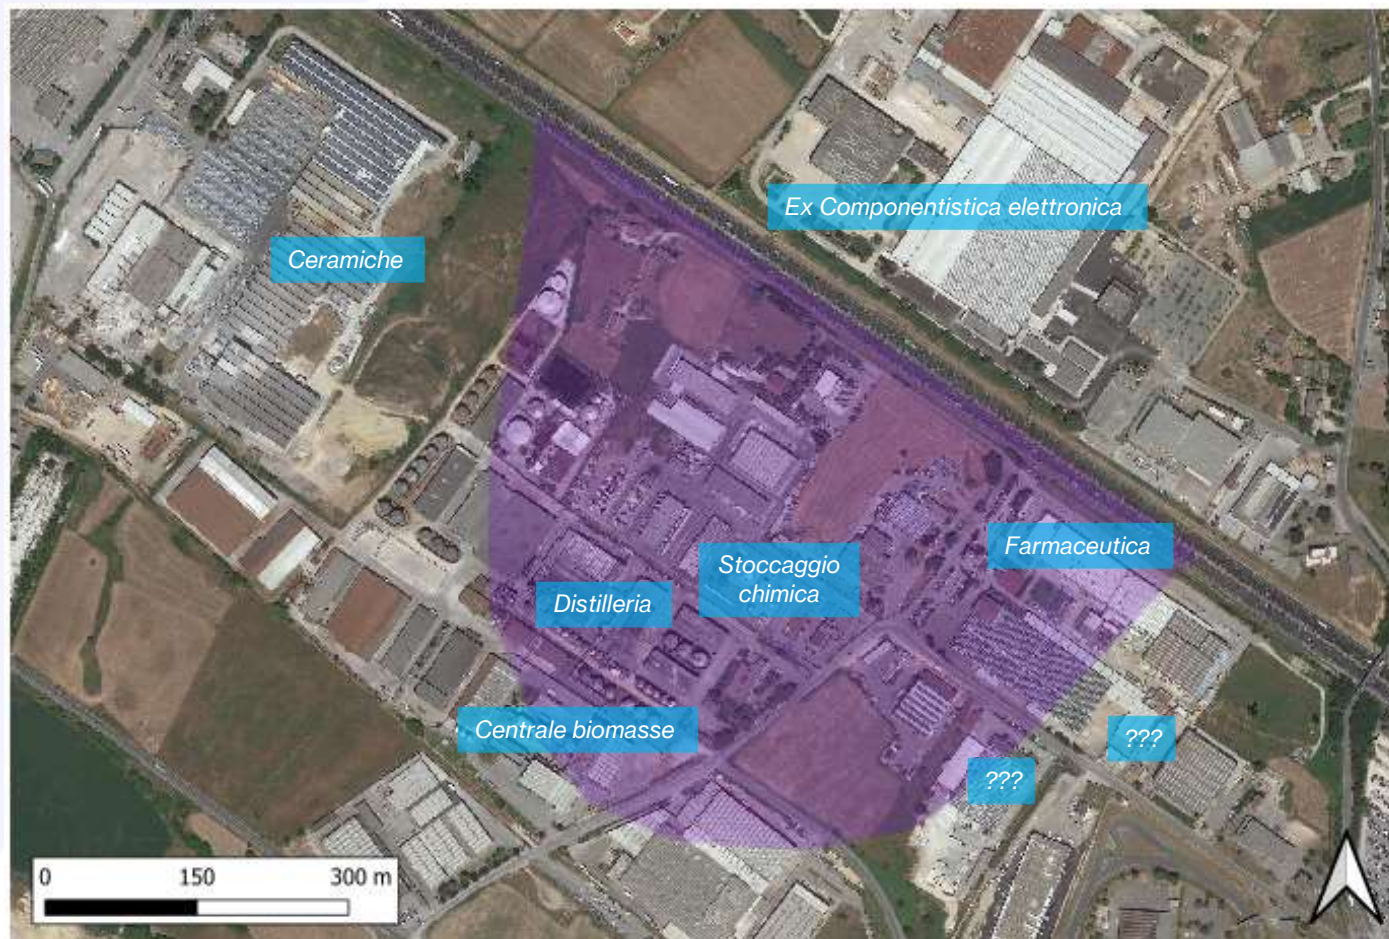 Ex Componentistica elettronica
Ceramiche
Farmaceutica
Stoccaggio
chimica
Distilleria
Centrale biomasse
???
???
0 150 300 m